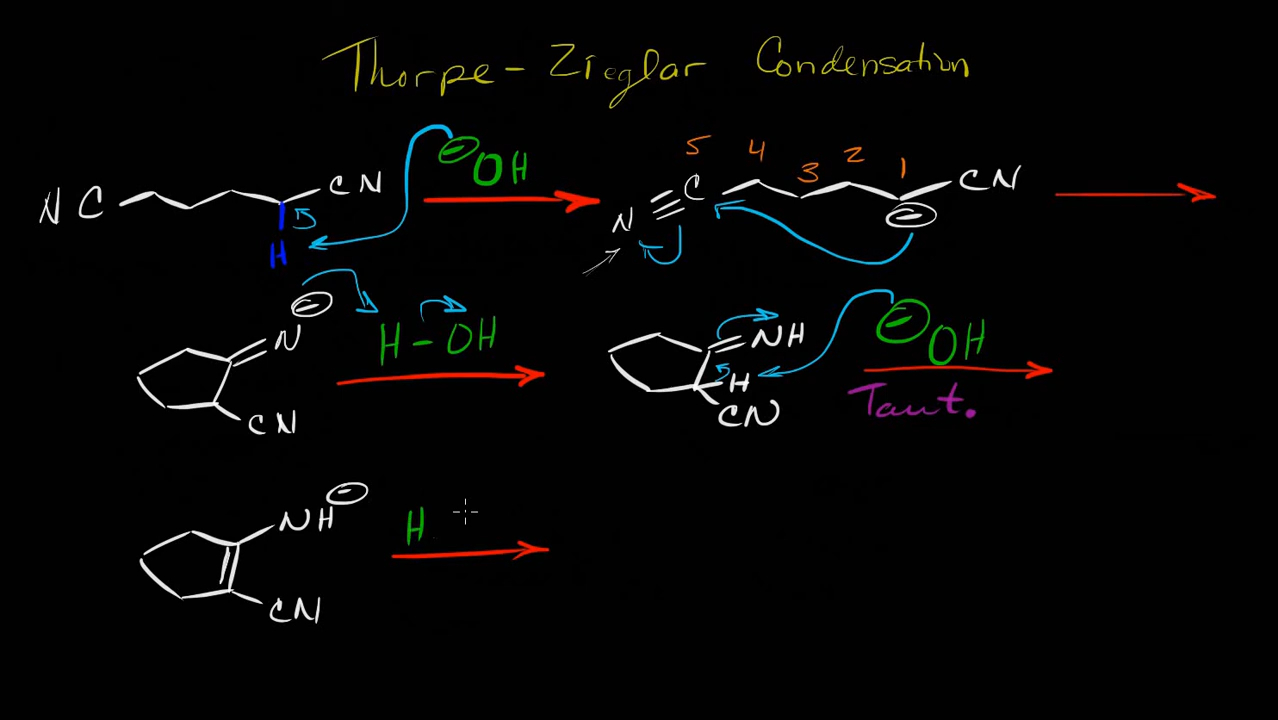 Thorpe-Zieglar Condensation
NC CN H ⊖OH N≡C 5 4 3 2 1 CN ⊖
N ⊖ CN H-OH NH H CN ⊖OH
Taut.
NH ⊖ CN H